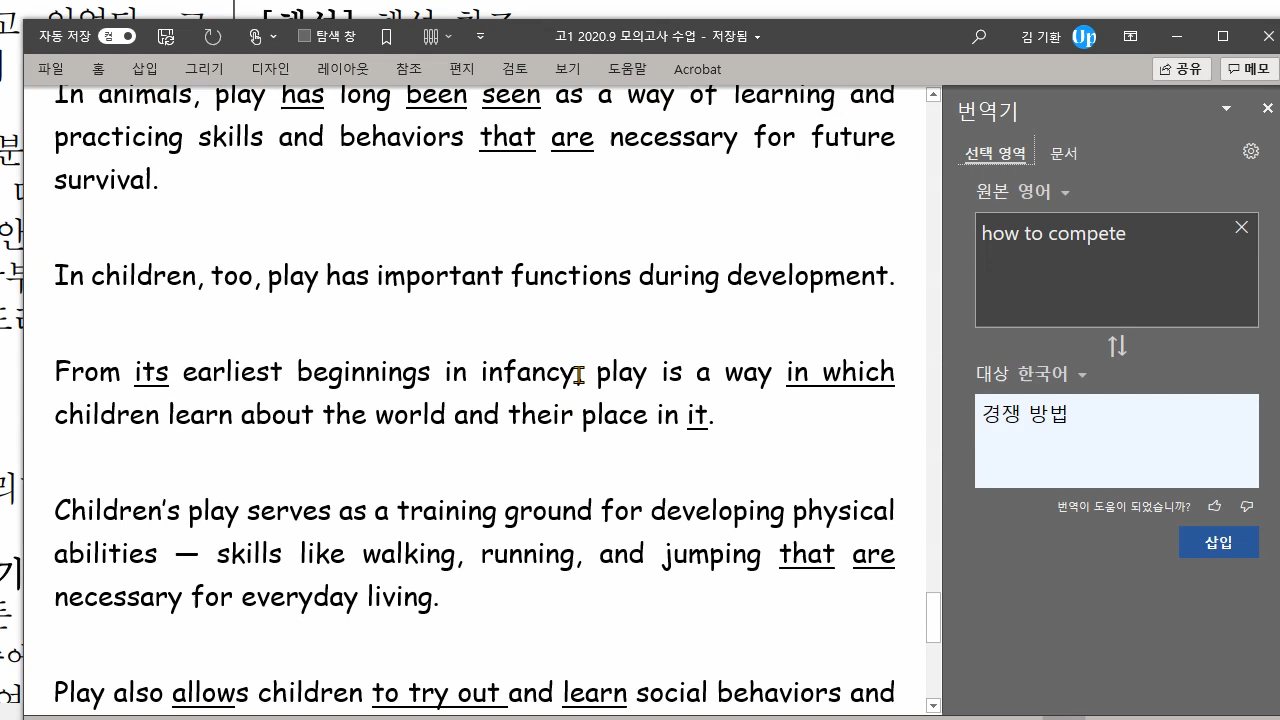 자동 저장 컴 탐색 창 고1 2020.9 모의고사 수업 - 저장됨 김 기환
파일 홈 삽입 그리기 디자인 레이아웃 참조 편지 검토 보기 도움말 Acrobat 공유 메모
In animals, play has long been seen as a way of learning and
practicing skills and behaviors that are necessary for future
survival.
In children, too, play has important functions during development.
From its earliest beginnings in infancy, play is a way in which
children learn about the world and their place in it.
Children's play serves as a training ground for developing physical
abilities — skills like walking, running, and jumping that are
necessary for everyday living.
Play also allows children to try out and learn social behaviors and
번역기
선택 영역 문서
원본 영어
how to compete
대상 한국어
경쟁 방법
번역이 도움이 되었습니까?
삽입